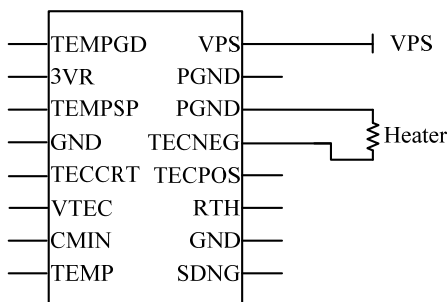 TEMPGD VPS VPS
3VR PGND
TEMPSP PGND
GND TECNEG Heater
TECCRT TECPOS
VTEC RTH
CMIN GND
TEMP SDNG